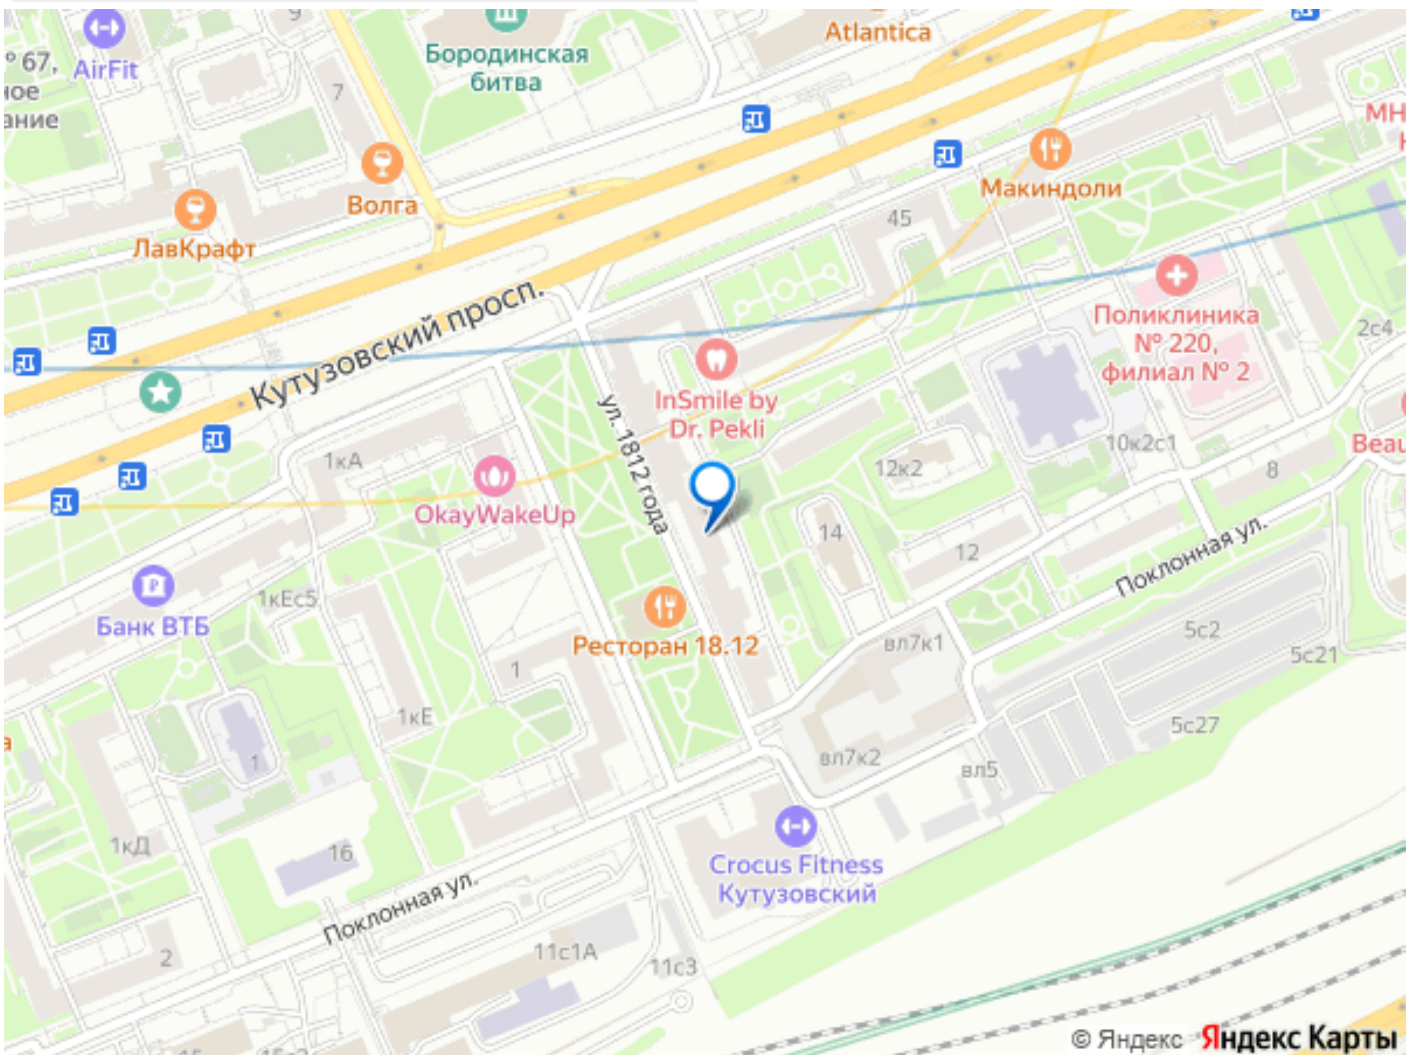 9
Atlantica
AirFit
Бородинская
битва
№ 67,
7
МН
Волга
Макиндоли
ЛавКрафт
45
Кутузовский просп.
Поликлиника
№ 220,
филиал № 2
2с4
InSmile by
Dr. Pekli
ул. 1812 года
1кА
12к2
10к2с1
Beau
8
OkayWakeUp
14
12
Поклонная ул.
1кЕс5
Банк ВТБ
Ресторан 18.12
вл7к1
5с2
5с21
1
1кЕ
5с27
вл7к2
вл5
1
1кД
16
Crocus Fitness
Кутузовский
Поклонная ул.
2
11с1А
11с3
© Яндекс Яндекс Карты